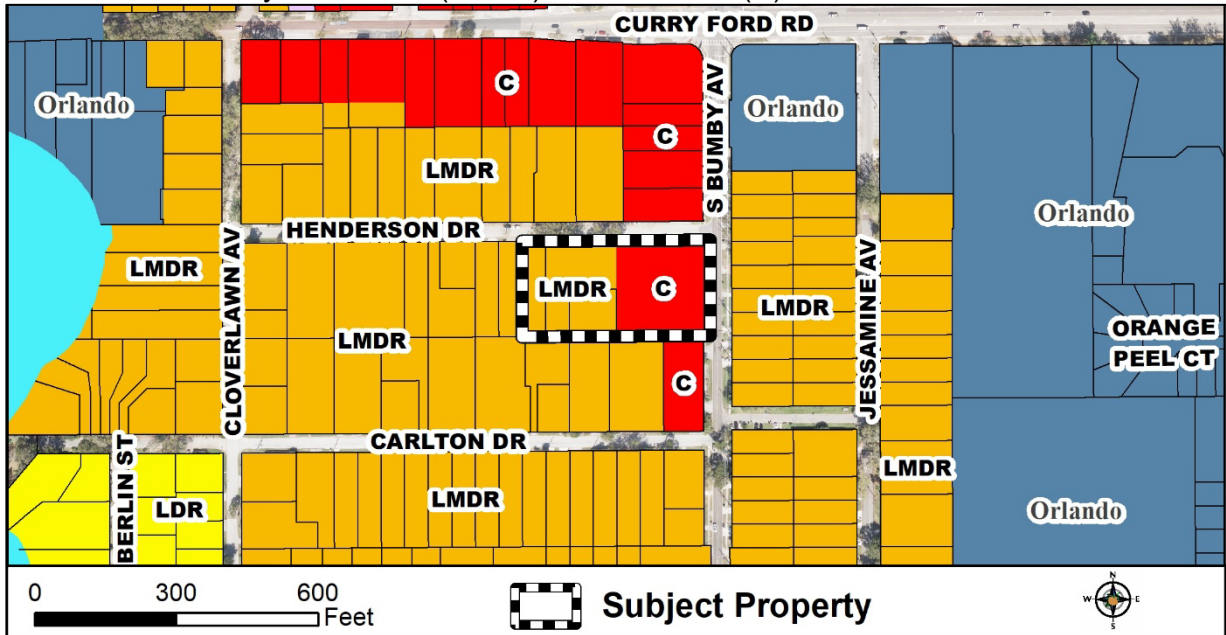 CURRY FORD RD
S BUMBY AV
C
Orlando
Orlando
C
LMDR
Orlando
HENDERSON DR
LMDR
CLOVERLAWN AV
LMDR
C
LMDR
JESSAMINE AV
LMDR
ORANGE
PEEL CT
C
CARLTON DR
BERLIN ST
LDR
LMDR
LMDR
Orlando
0 300 600
Feet
Subject Property
N
W E
S